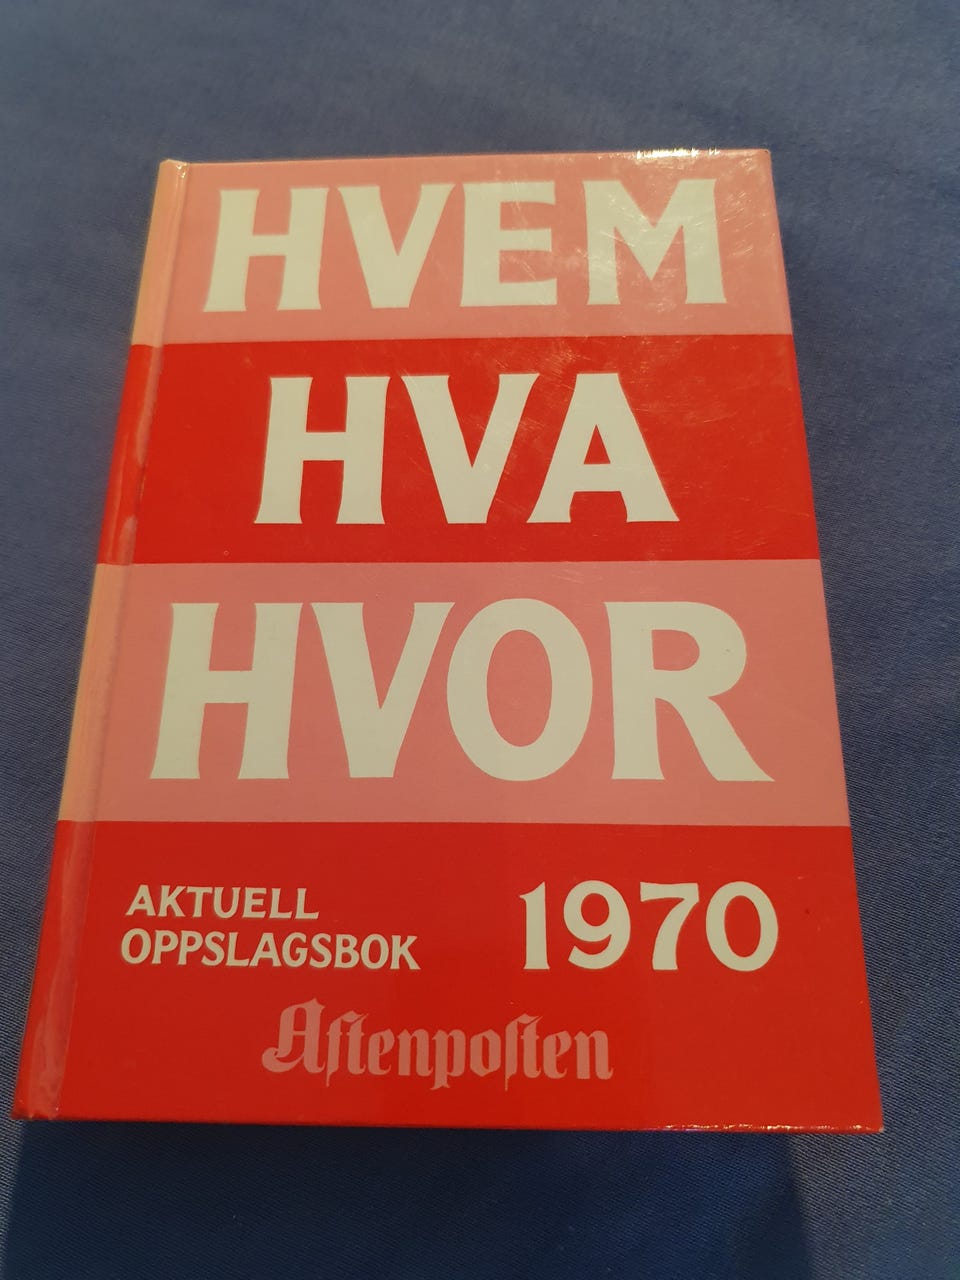 HVEM
HVA
HVOR
AKTUELL
OPPSLAGSBOK
1970
Aftenposten